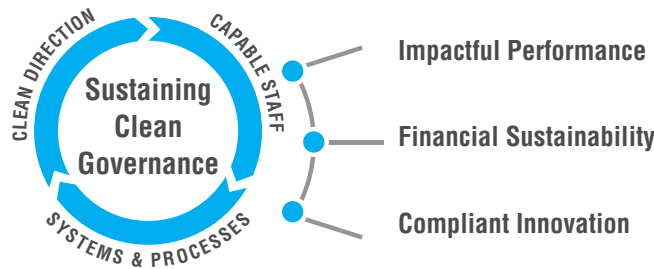 CLEAN DIRECTION
CAPABLE STAFF
Sustaining
Clean
Governance
SYSTEMS & PROCESSES
Impactful Performance
Financial Sustainability
Compliant Innovation